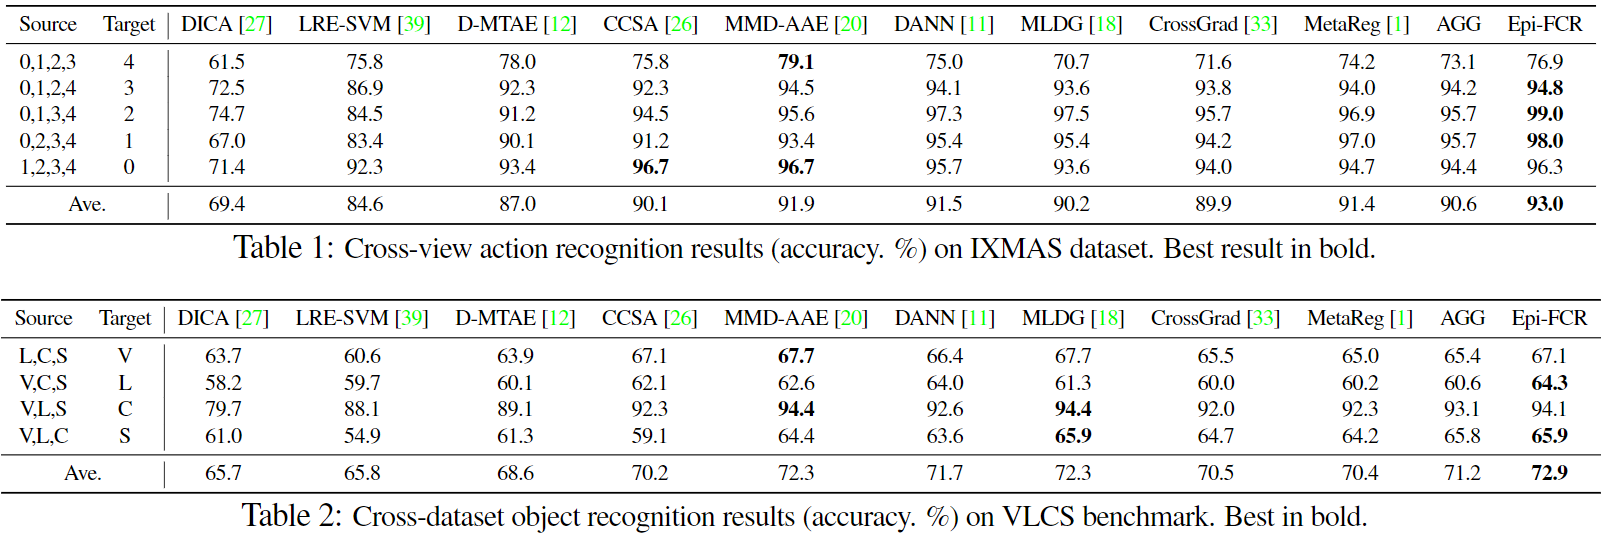 Source Target DICA [27] LRE-SVM [39] D-MTAE [12] CCSA [26] MMD-AAE [20] DANN [11] MLDG [18] CrossGrad [33] MetaReg [1] AGG Epi-FCR
0,1,2,3 4 61.5 75.8 78.0 75.8 79.1 75.0 70.7 71.6 74.2 73.1 76.9
0,1,2,4 3 72.5 86.9 92.3 92.3 94.5 94.1 93.6 93.8 94.0 94.2 94.8
0,1,3,4 2 74.7 84.5 91.2 94.5 95.6 97.3 97.5 95.7 96.9 95.7 99.0
0,2,3,4 1 67.0 83.4 90.1 91.2 93.4 95.4 95.4 94.2 97.0 95.7 98.0
1,2,3,4 0 71.4 92.3 93.4 96.7 96.7 95.7 93.6 94.0 94.7 94.4 96.3
Ave. 69.4 84.6 87.0 90.1 91.9 91.5 90.2 89.9 91.4 90.6 93.0
Table 1: Cross-view action recognition results (accuracy. %) on IXMAS dataset. Best result in bold.
Source Target DICA [27] LRE-SVM [39] D-MTAE [12] CCSA [26] MMD-AAE [20] DANN [11] MLDG [18] CrossGrad [33] MetaReg [1] AGG Epi-FCR
L,C,S V 63.7 60.6 63.9 67.1 67.7 66.4 67.7 65.5 65.0 65.4 67.1
V,C,S L 58.2 59.7 60.1 62.1 62.6 64.0 61.3 60.0 60.2 60.6 64.3
V,L,S C 79.7 88.1 89.1 92.3 94.4 92.6 94.4 92.0 92.3 93.1 94.1
V,L,C S 61.0 54.9 61.3 59.1 64.4 63.6 65.9 64.7 64.2 65.8 65.9
Ave. 65.7 65.8 68.6 70.2 72.3 71.7 72.3 70.5 70.4 71.2 72.9
Table 2: Cross-dataset object recognition results (accuracy. %) on VLCS benchmark. Best in bold.